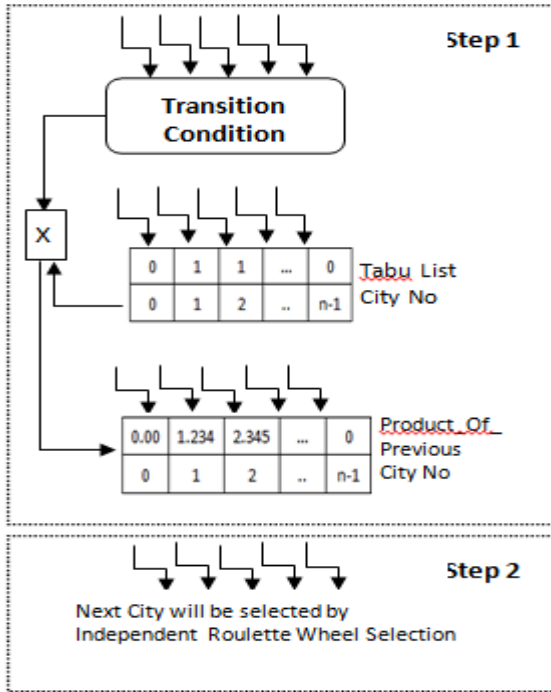 Step 1
Transition
Condition
X
0 1 1 ... 0
0 1 2 .. n-1
Tabu List
City No
0.00 1.234 2.345 ... 0
0 1 2 .. n-1
Product_Of_
Previous
City No
Step 2
Next City will be selected by
Independent Roulette Wheel Selection